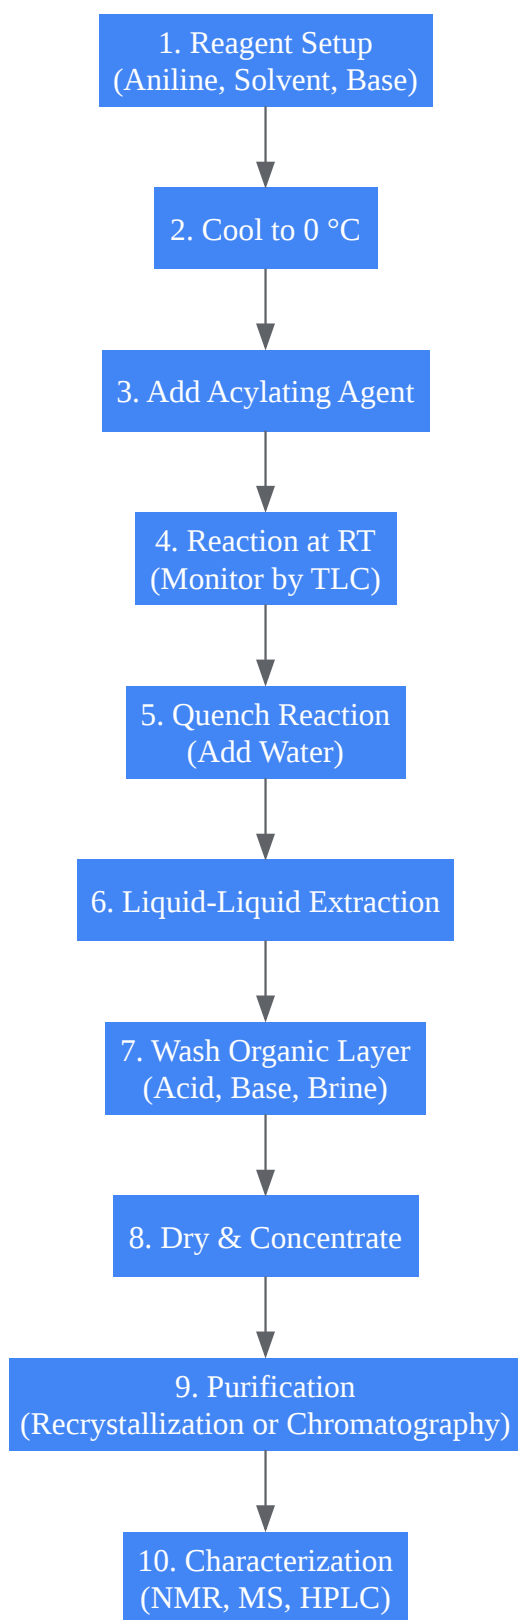 1. Reagent Setup
(Aniline, Solvent, Base)
2. Cool to 0 °C
3. Add Acylating Agent
4. Reaction at RT
(Monitor by TLC)
5. Quench Reaction
(Add Water)
6. Liquid-Liquid Extraction
7. Wash Organic Layer
(Acid, Base, Brine)
8. Dry & Concentrate
9. Purification
(Recrystallization or Chromatography)
10. Characterization
(NMR, MS, HPLC)